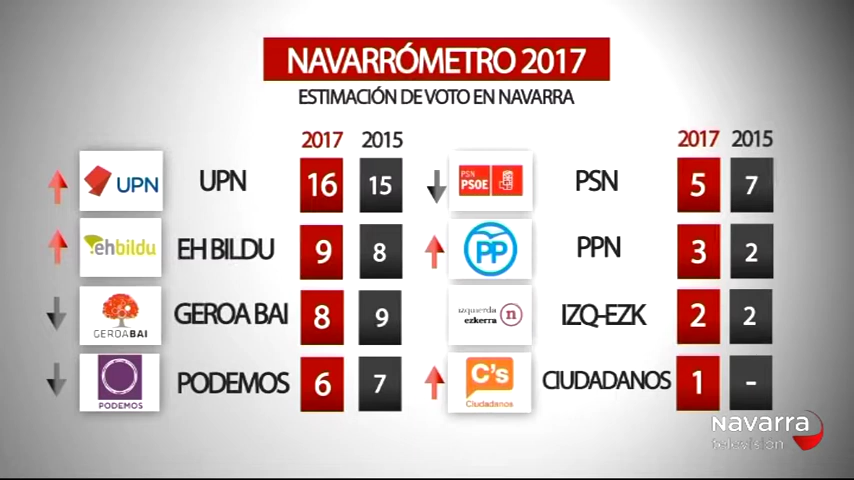 NAVARRÓMETRO 2017
ESTIMACIÓN DE VOTO EN NAVARRA
2017 2015
UPN UPN 16 15
ehbildu EH BILDU 9 8
GEROABAI GEROA BAI 8 9
PODEMOS PODEMOS 6 7
2017 2015
PSN PSOE PSN 5 7
PP PPN 3 2
izquierda ezkerra n IZQ-EZK 2 2
C's Ciudadanos CIUDADANOS 1 -
Navarra
televisión